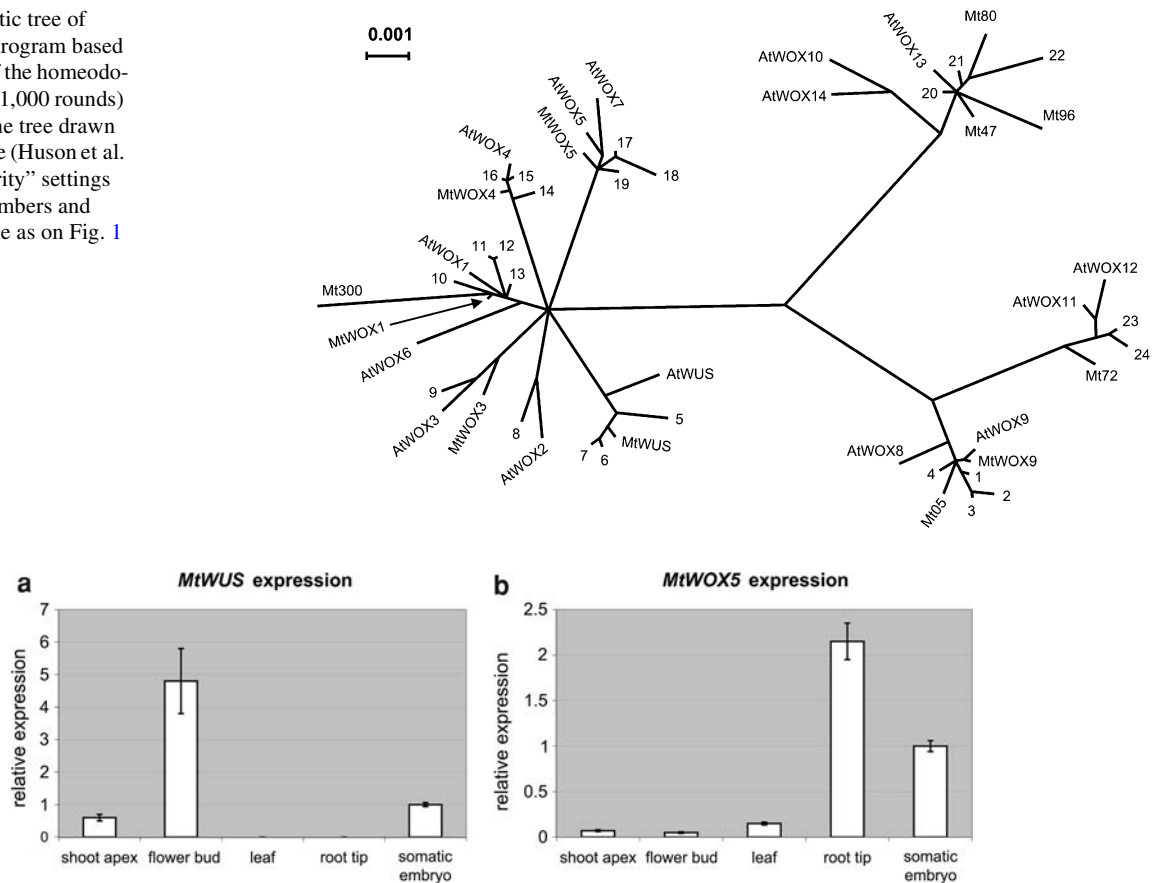 tic tree of
rogram based
f the homeodo-
1,000 rounds)
ne tree drawn
e (Huson et al.
rity” settings
mbers and
e as on Fig. 1
0.001
Mt80
AtWOX13
AtWOX10
21
22
AtWOX14
20
Mt47
Mt96
AtWOX7
AtWOX5
MtWOX5
17
18
19
AtWOX4
16
15
MtWOX4
14
AtWOX1
11
12
10
13
Mt300
MtWOX1
AtWOX6
9
AtWOX3
MtWOX3
8
AtWOX2
AtWUS
5
MtWUS
7
6
AtWOX12
AtWOX11
23
24
Mt72
AtWOX9
AtWOX8
MtWOX9
4
1
2
3
Mt05
a
MtWUS expression
7
6
5
4
3
2
1
0
relative expression
shoot apex
flower bud
leaf
root tip
somatic
embryo
b
MtWOX5 expression
2.5
2
1.5
1
0.5
0
relative expression
shoot apex
flower bud
leaf
root tip
somatic
embryo